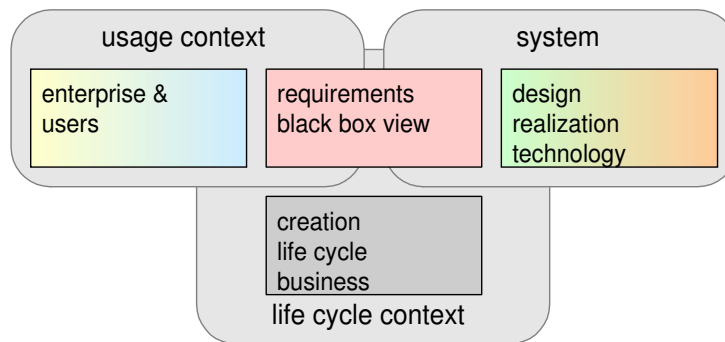 usage context
system
enterprise &
users
requirements
black box view
design
realization
technology
creation
life cycle
business
life cycle context